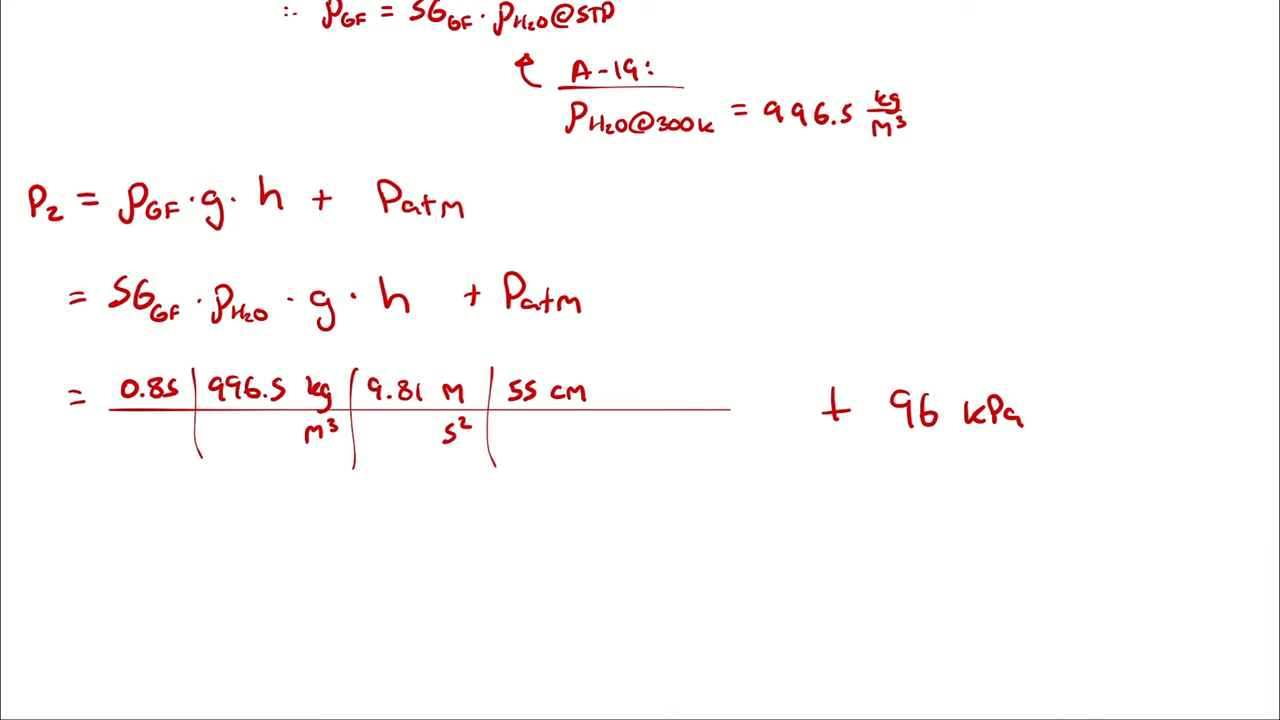 ∴ ρGF = SGGF · ρH₂O@STP
A-19:
ρH₂O@300K = 996.5 kg/m³
P₂ = ρGF · g · h + Patm
= SGGF · ρH₂O · g · h + Patm
= 0.85 | 996.5 kg | 9.81 m | 55 cm + 96 kPa
m³ | s²